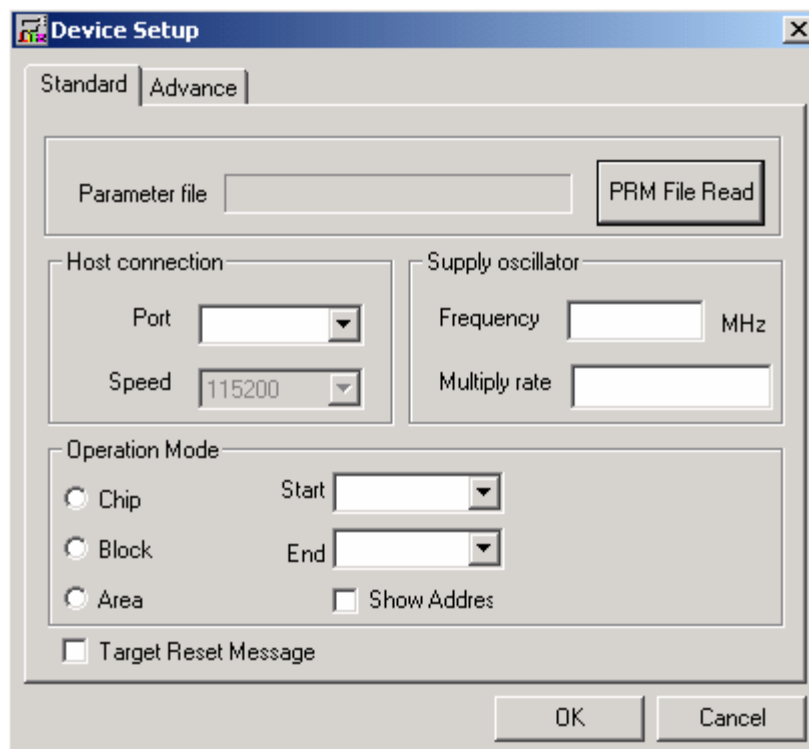 Device Setup
Standard Advance
Parameter file PRM File Read
Host connection
Port
Speed 115200
Supply oscillator
Frequency MHz
Multiply rate
Operation Mode
Chip
Block
Area
Start
End
Show Addres
Target Reset Message
OK Cancel